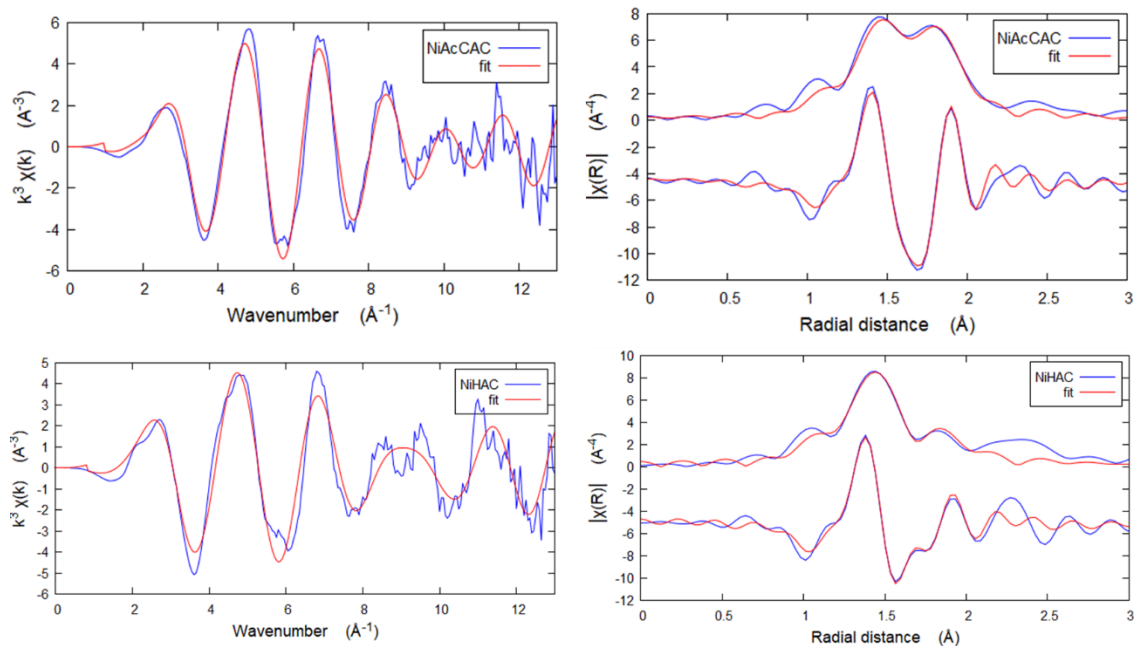 k³ χ(k)   (A⁻³)
6
4
2
0
-2
-4
-6
NiAcCAC
fit
0 2 4 6 8 10 12
Wavenumber   (Å⁻¹)
|χ(R)|   (A⁻⁴)
8
6
4
2
0
-2
-4
-6
-8
-10
-12
NiAcCAC
fit
0 0.5 1 1.5 2 2.5 3
Radial distance   (Å)
k³ χ(k)   (A⁻³)
5
4
3
2
1
0
-1
-2
-3
-4
-5
-6
NiHAC
fit
0 2 4 6 8 10 12
Wavenumber   (Å⁻¹)
|χ(R)|   (A⁻⁴)
10
8
6
4
2
0
-2
-4
-6
-8
-10
-12
NiHAC
fit
0 0.5 1 1.5 2 2.5 3
Radial distance   (Å)